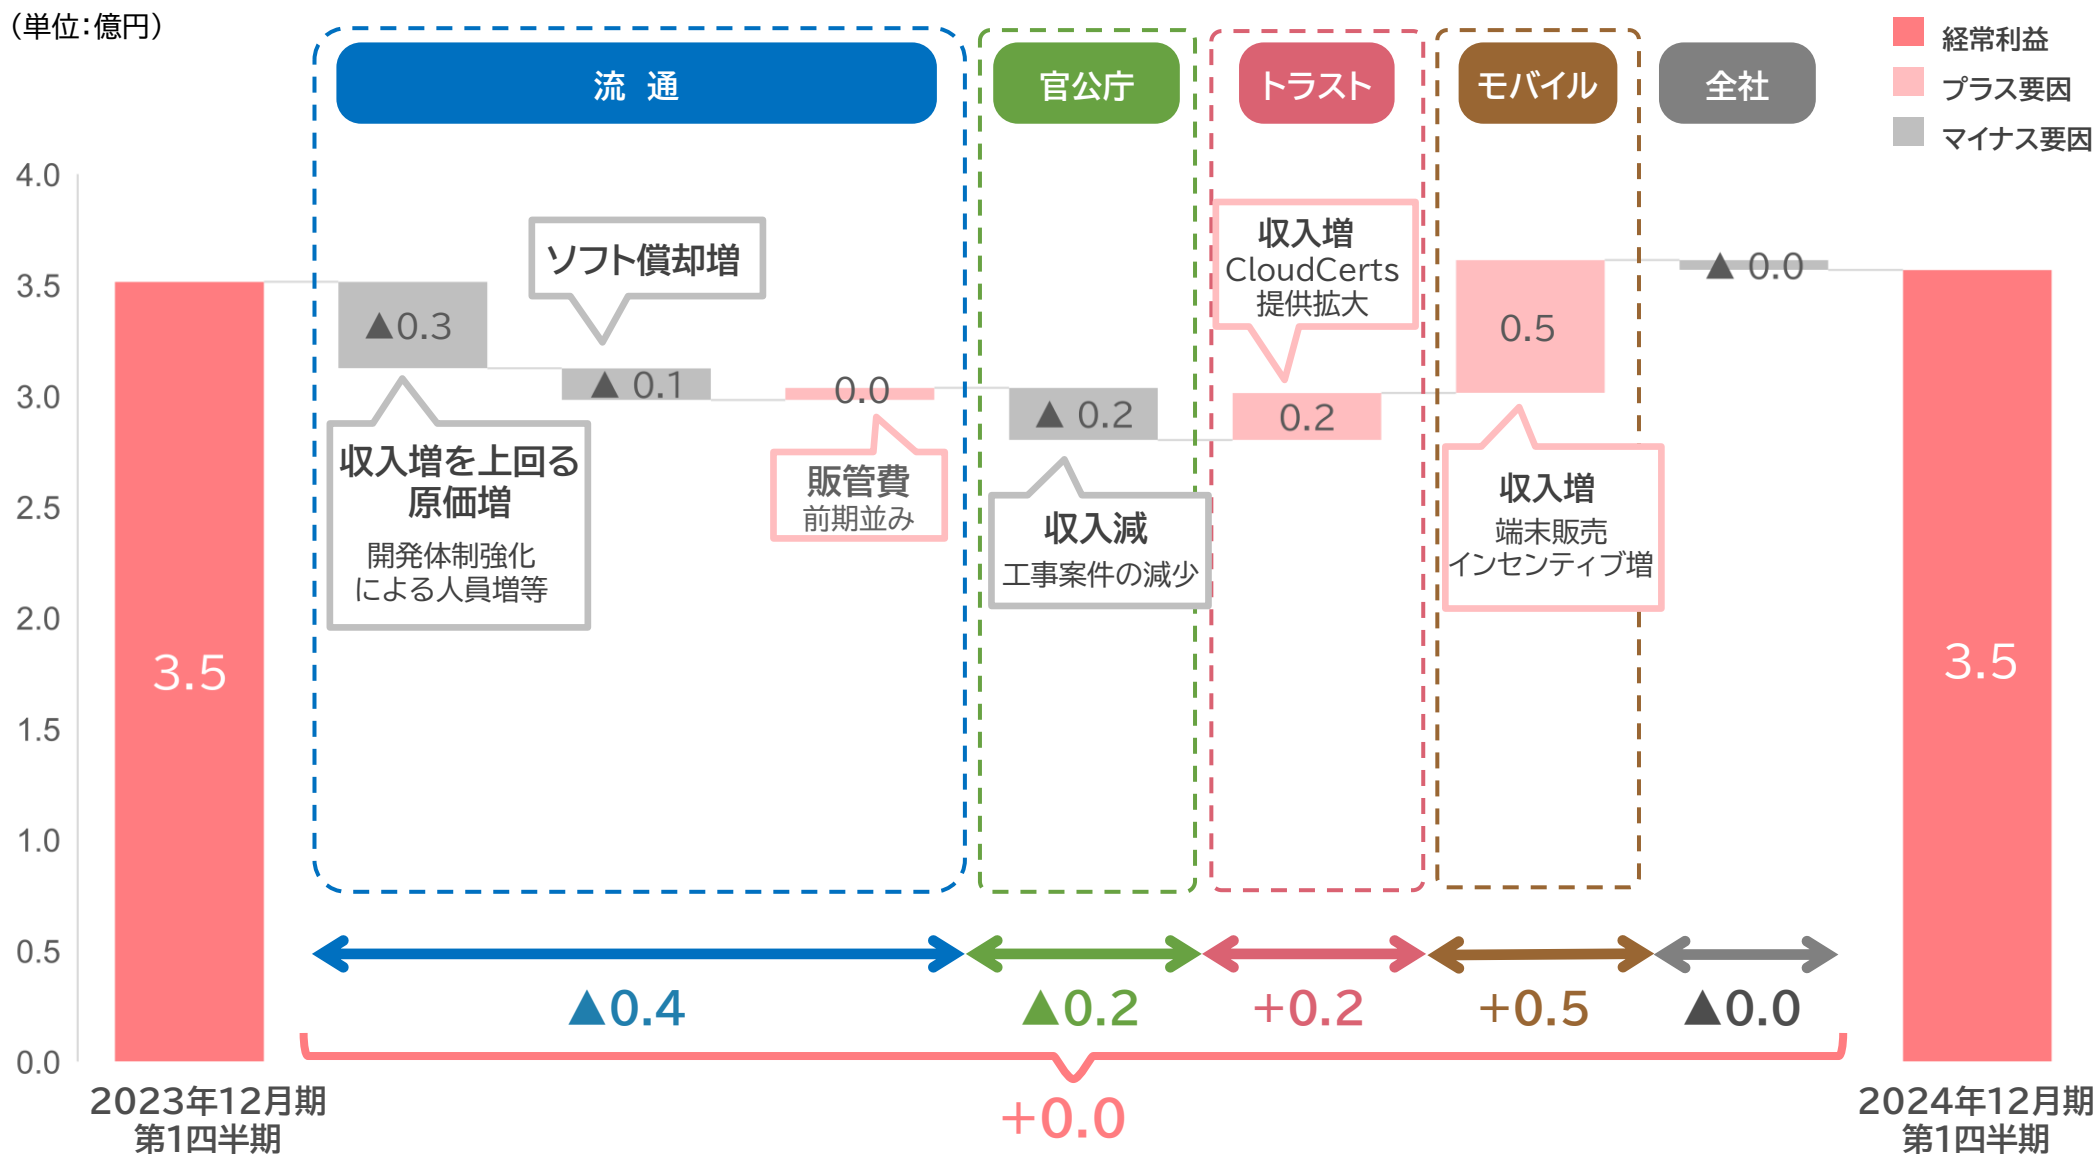 （単位：億円）
流 通
官公庁
トラスト
モバイル
全社
経常利益
プラス要因
マイナス要因
4.0
3.5
3.0
2.5
2.0
1.5
1.0
0.5
0.0
3.5
▲0.3
収入増を上回る
原価増
開発体制強化
による人員増等
ソフト償却増
▲ 0.1
0.0
販管費
前期並み
▲ 0.2
収入減
工事案件の減少
収入増
CloudCerts
提供拡大
0.2
0.5
収入増
端末販売
インセンティブ増
▲ 0.0
3.5
▲0.4
▲0.2
+0.2
+0.5
▲0.0
+0.0
2023年12月期
第1四半期
2024年12月期
第1四半期